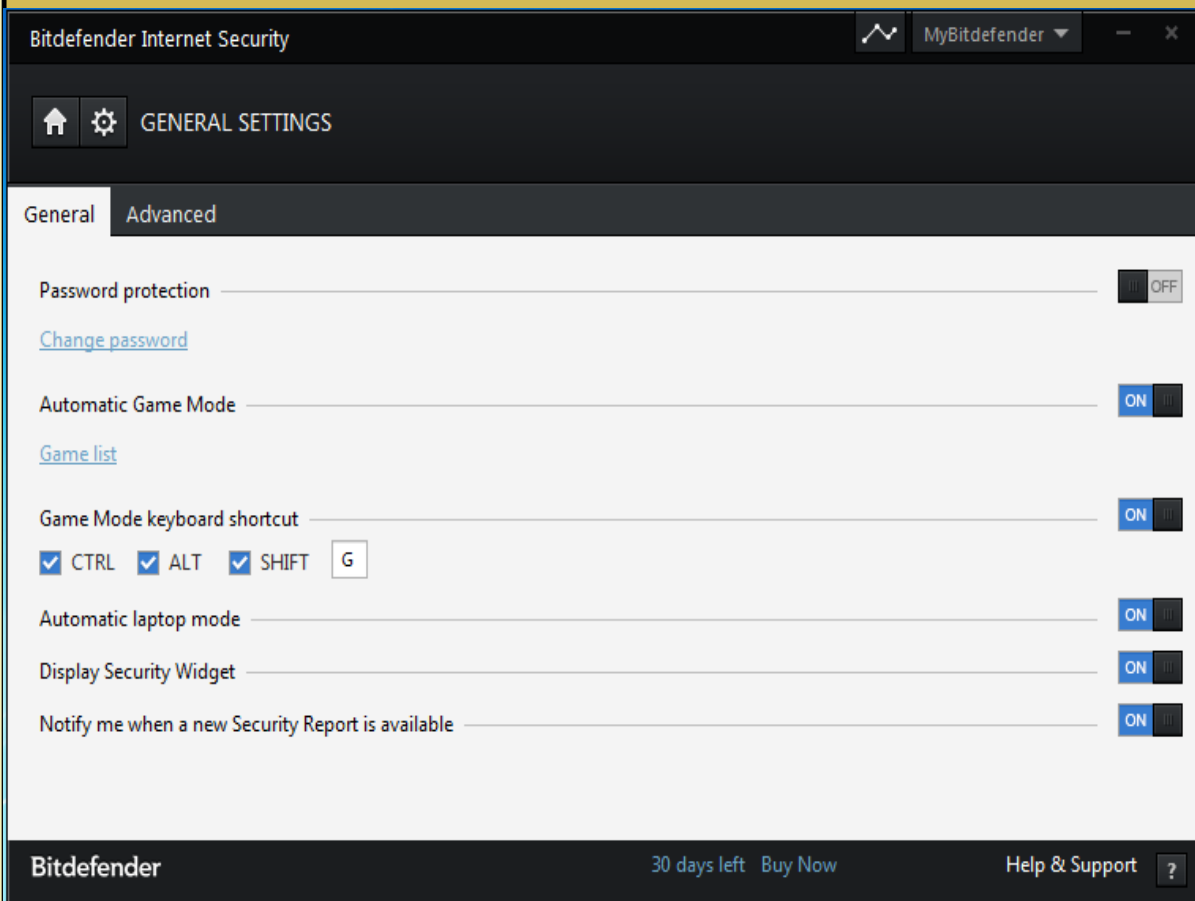 Bitdefender Internet Security MyBitdefender
GENERAL SETTINGS
General Advanced
Password protection OFF
Change password
Automatic Game Mode ON
Game list
Game Mode keyboard shortcut ON
CTRL ALT SHIFT G
Automatic laptop mode ON
Display Security Widget ON
Notify me when a new Security Report is available ON
Bitdefender 30 days left Buy Now Help & Support ?